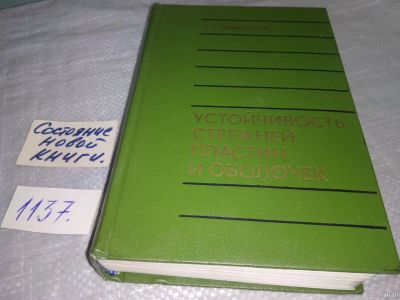 УСТОЙЧИВОСТЬ
СТЕРЖНЕЙ
ПЛАСТИН
И ОБОЛОЧЕК
Состояние
новой
книги.
1137.